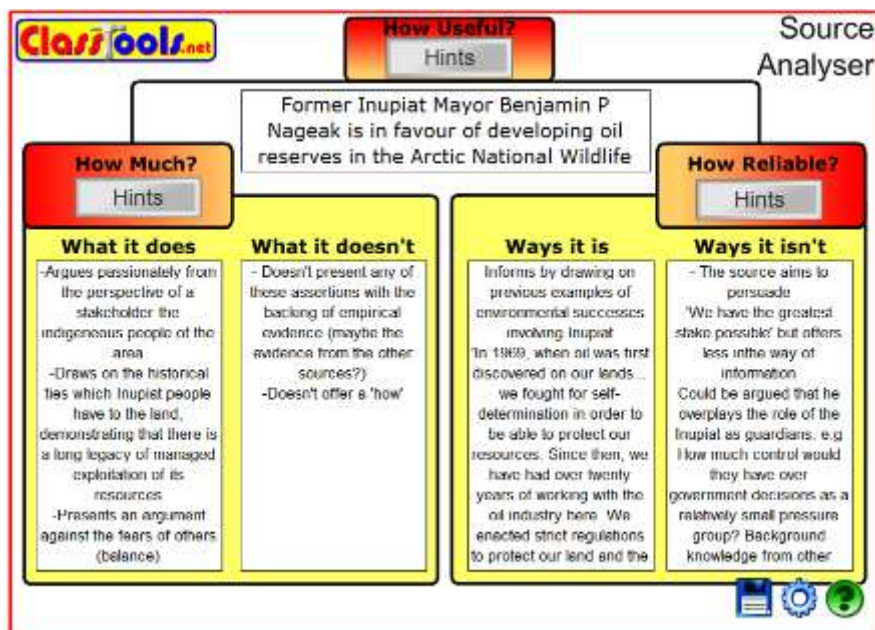 ClassTools.net
How Useful?
Hints
Source
Analyser
Former Inupiat Mayor Benjamin P
Nageak is in favour of developing oil
reserves in the Arctic National Wildlife
How Much?
Hints
How Reliable?
Hints
What it does
-Argues passionately from
the perspective of a
stakeholder the
indigeneous people of the
area
-Draws on the historical
ties which Inupiat people
have to the land,
demonstrating that there is
a long legacy of managed
exploitation of its
resources
-Presents an argument
against the fears of others
(balance)
What it doesn't
- Doesn't present any of
these assertions with the
backing of empirical
evidence (maybe the
evidence from the other
sources?)
-Doesn't offer a 'how'
Ways it is
Informs by drawing on
previous examples of
environmental successes
involving Inupiat
'In 1969, when oil was first
discovered on our lands...
we fought for self-
determination in order to
be able to protect our
resources. Since then, we
have had over twenty
years of working with the
oil industry here. We
enacted strict regulations
to protect our land and the
Ways it isn't
- The source aims to
persuade
'We have the greatest
stake possible' but offers
less inthe way of
information
Could be argued that he
overplays the role of the
Inupiat as guardians. e.g
How much control would
they have over
government decisions as a
relatively small pressure
group? Background
knowledge from other
?